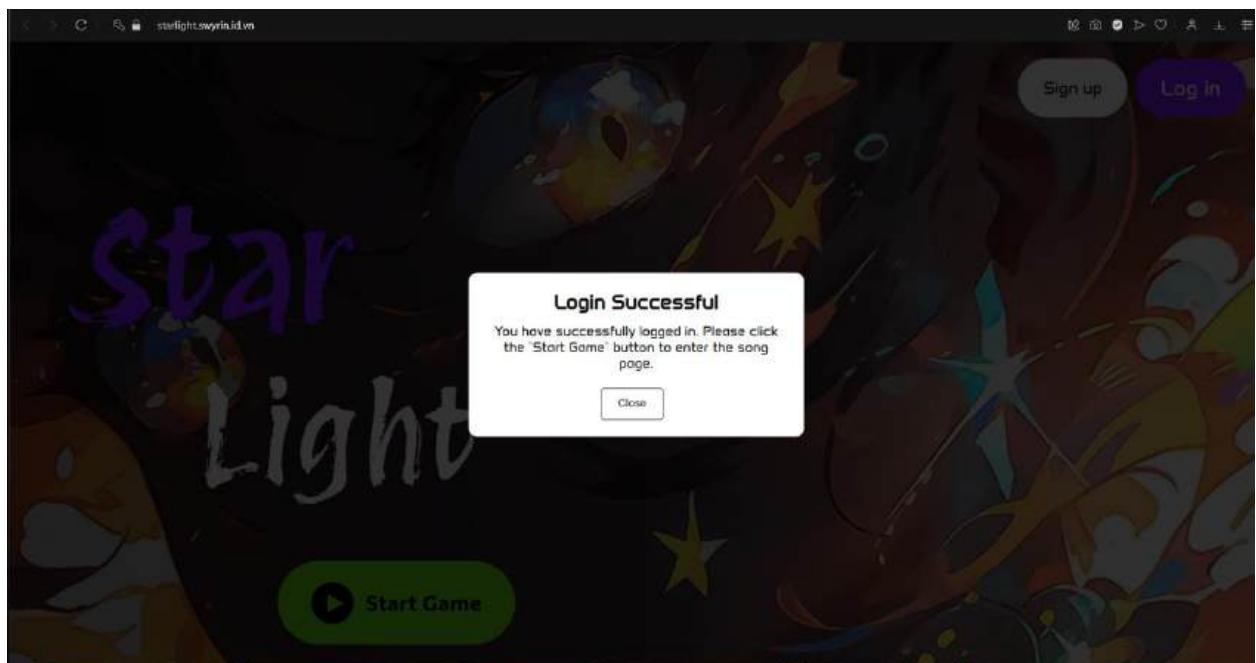 starlight.swyrin.id.vn
Sign up
Log in
Star
Light
Login Successful
You have successfully logged in. Please click
the "Start Game" button to enter the song
page.
Close
Start Game